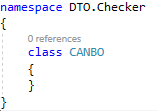 namespace DTO.Checker
{
0 references
class CANBO
{
}
}